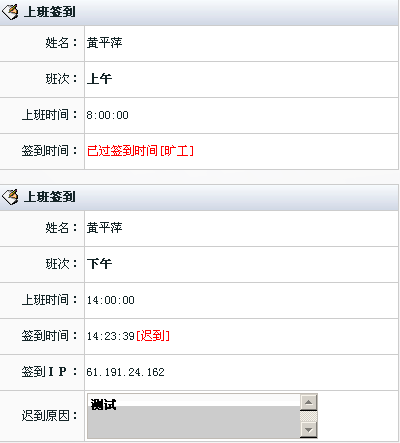 上班签到
姓名：黄平萍
班次：上午
上班时间：8:00:00
签到时间：已过签到时间[旷工]
上班签到
姓名：黄平萍
班次：下午
上班时间：14:00:00
签到时间：14:23:39[迟到]
签到ＩＰ：61.191.24.162
迟到原因：测试